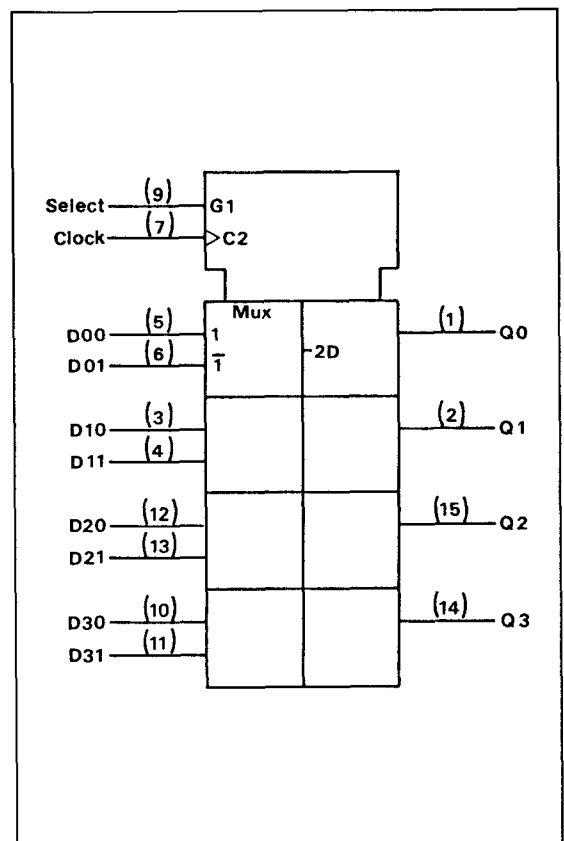 Select (9) G1
Clock (7) C2
Mux
D00 (5) 1 (1) Q0
D01 (6) 1̅ 2D
D10 (3) (2) Q1
D11 (4)
D20 (12) (15) Q2
D21 (13)
D30 (10) (14) Q3
D31 (11)